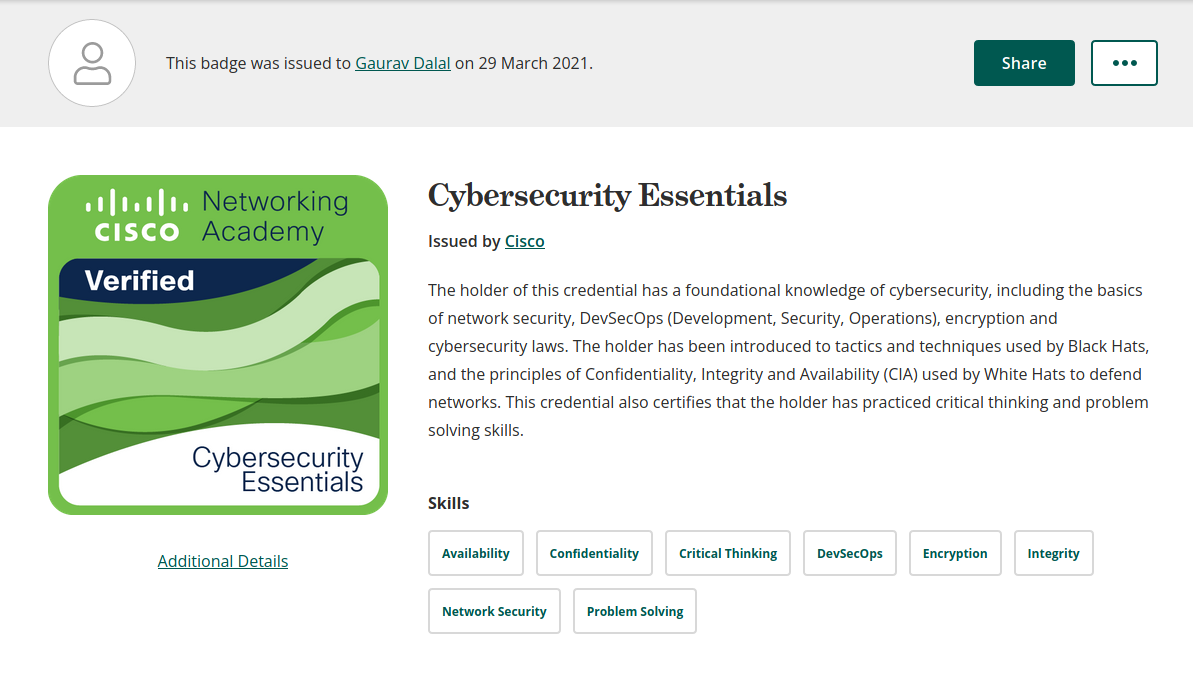 This badge was issued to Gaurav Dalal on 29 March 2021.
Share
CISCO
Networking
Academy
Verified
Cybersecurity
Essentials
Additional Details
Cybersecurity Essentials
Issued by Cisco
The holder of this credential has a foundational knowledge of cybersecurity, including the basics
of network security, DevSecOps (Development, Security, Operations), encryption and
cybersecurity laws. The holder has been introduced to tactics and techniques used by Black Hats,
and the principles of Confidentiality, Integrity and Availability (CIA) used by White Hats to defend
networks. This credential also certifies that the holder has practiced critical thinking and problem
solving skills.
Skills
Availability Confidentiality Critical Thinking DevSecOps Encryption Integrity
Network Security Problem Solving